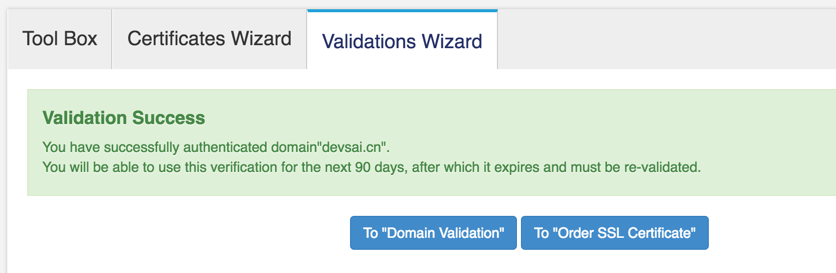 Tool Box
Certificates Wizard
Validations Wizard
Validation Success
You have successfully authenticated domain"devsai.cn".
You will be able to use this verification for the next 90 days, after which it expires and must be re-validated.
To "Domain Validation"
To "Order SSL Certificate"